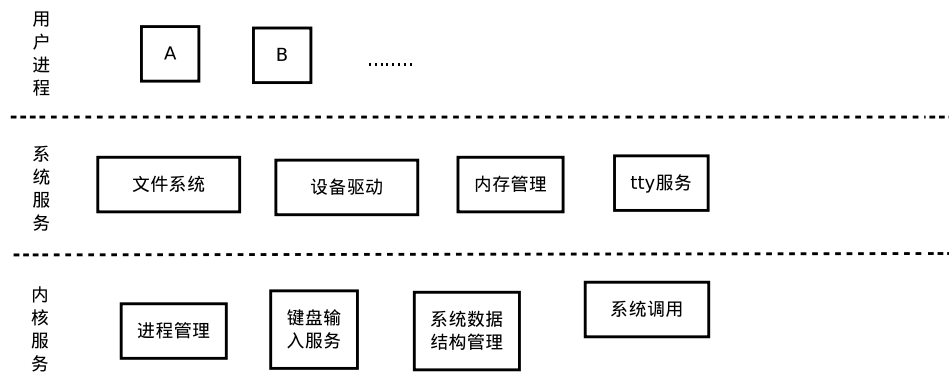 用户进程
A
B
........
系统服务
文件系统
设备驱动
内存管理
tty服务
内核服务
进程管理
键盘输
入服务
系统数据
结构管理
系统调用